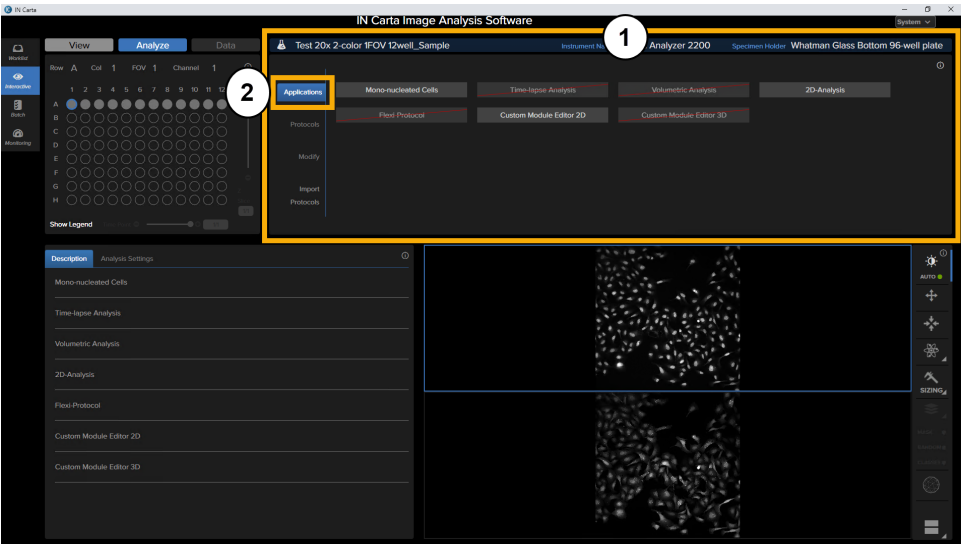 IN Carta
IN Carta Image Analysis Software
System
View Analyze Data
Test 20x 2-color 1FOV 12well_Sample
Instrument Na
1
Analyzer 2200
Specimen Holder Whatman Glass Bottom 96-well plate
Worklist
Interactive
Batch
Monitoring
Row A Col 1 FOV 1 Channel 1
1 2 3 4 5 6 7 8 9 10 11 12
A
B
C
D
E
F
G
H
Show Legend
2
Applications
Protocols
Modify
Import
Protocols
Mono-nucleated Cells
Time-lapse Analysis
Volumetric Analysis
2D-Analysis
Flexi Protocol
Custom Module Editor 2D
Custom Module Editor 3D
Description Analysis Settings
Mono-nucleated Cells
Time-lapse Analysis
Volumetric Analysis
2D-Analysis
Flexi-Protocol
Custom Module Editor 2D
Custom Module Editor 3D
AUTO
SIZING